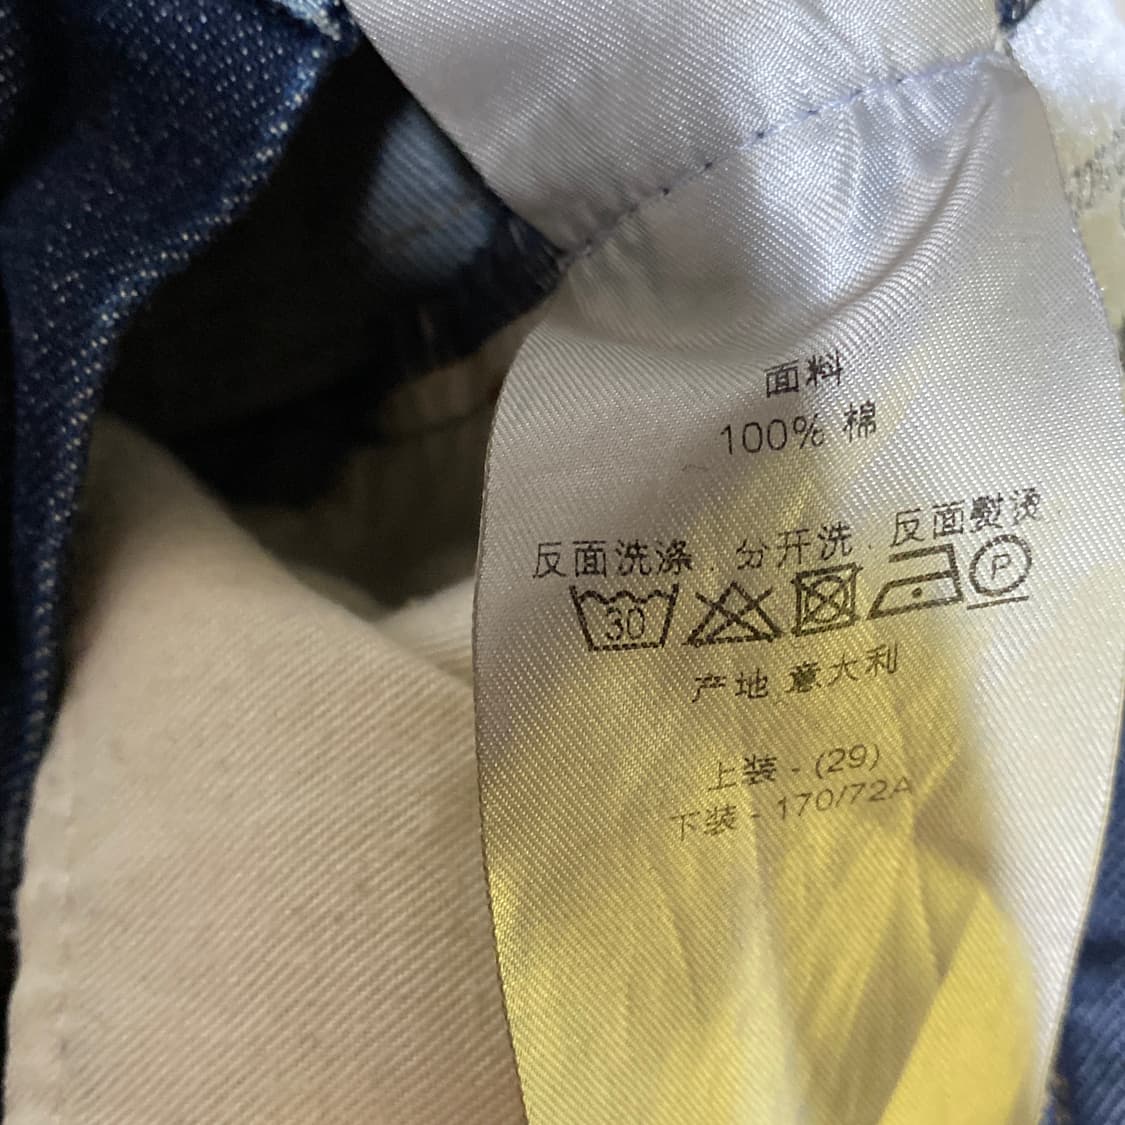 面料
100% 棉
反面洗涤. 分开洗. 反面熨烫
30 P
产地 意大利
上装 - (29)
下装 - 170/72A